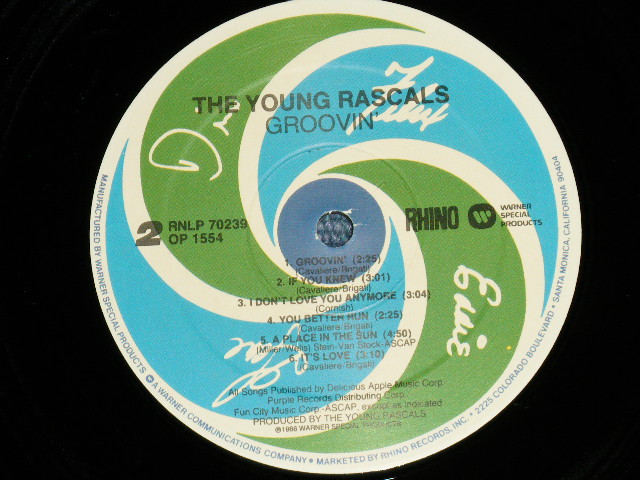 THE YOUNG RASCALS
GROOVIN'
2
RNLP 70239
OP 1554
RHINO
WARNER
SPECIAL
PRODUCTS
1. GROOVIN' (2:25)
(Cavaliere/Brigati)
2. IF YOU KNEW (3:01)
(Cavaliere/Brigati)
3. I DON'T LOVE YOU ANYMORE (3:04)
(Cornish)
4. YOU BETTER RUN (2:25)
(Cavaliere/Brigati)
5. A PLACE IN THE SUN (4:50)
(Miller/Wells) Stein-Van Stock-ASCAP
6. IT'S LOVE (3:10)
(Cavaliere/Brigati)
All Songs Published by Delicious Apple Music Corp.
Purple Records Distributing Corp.
Fun City Music Corp.-ASCAP, except as indicated
PRODUCED BY THE YOUNG RASCALS
℗1986 WARNER SPECIAL PRODUCTS
MANUFACTURED BY WARNER SPECIAL PRODUCTS • A WARNER COMMUNICATIONS COMPANY • MARKETED BY RHINO RECORDS, INC. • 2225 COLORADO BOULEVARD • SANTA MONICA, CALIFORNIA 90404